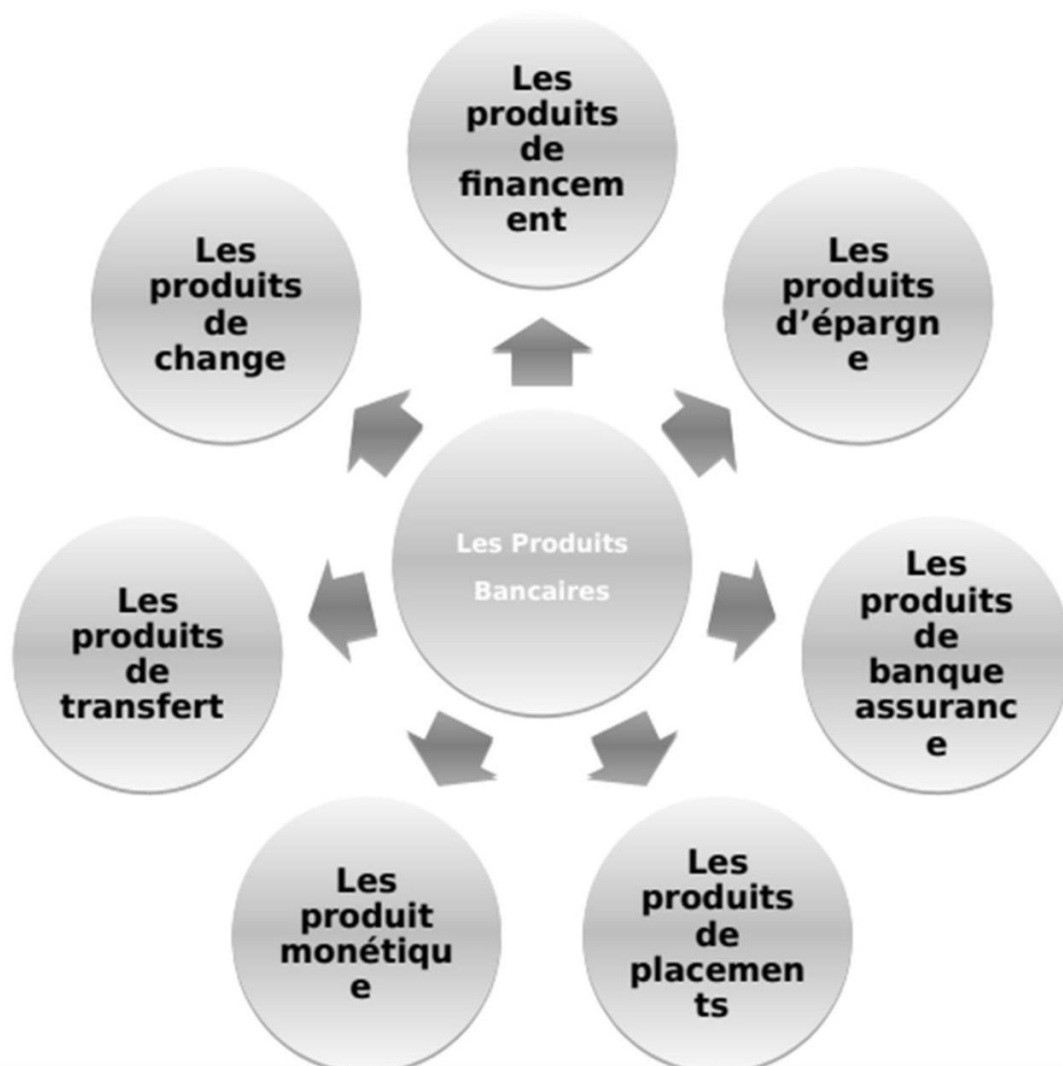 Les
produits
de
financem
ent
Les
produits
d’épargn
e
Les
produits
de
banque
assuranc
e
Les
produits
de
placemen
ts
Les
produit
monétiqu
e
Les
produits
de
transfert
Les
produits
de
change
Les Produits
Bancaires